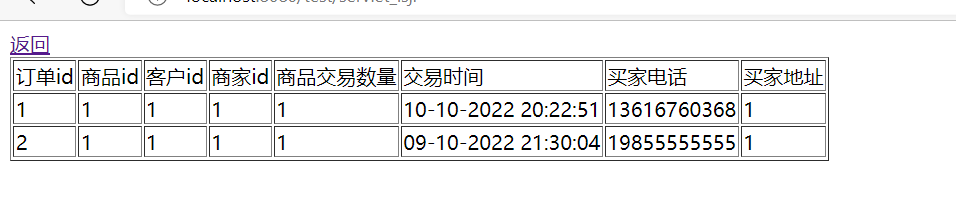 返回
订单id 商品id 客户id 商家id 商品交易数量 交易时间 买家电话 买家地址
1 1 1 1 1 10-10-2022 20:22:51 13616760368 1
2 1 1 1 1 09-10-2022 21:30:04 19855555555 1